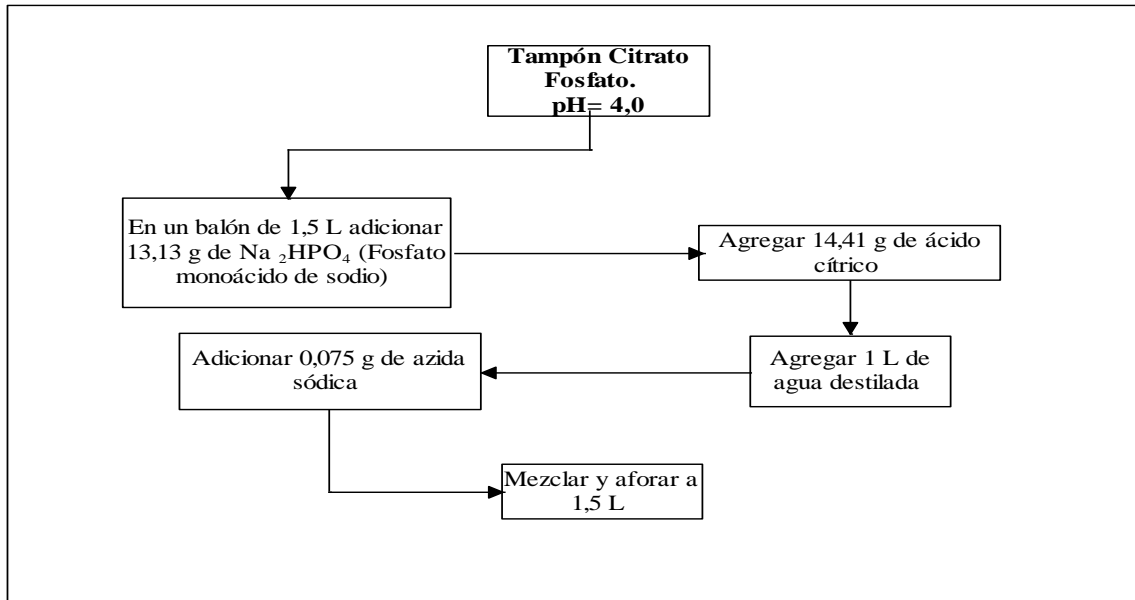 Tampón Citrato
Fosfato.
pH= 4,0
En un balón de 1,5 L adicionar
13,13 g de Na ₂HPO₄ (Fosfato
monoácido de sodio)
Agregar 14,41 g de ácido
cítrico
Agregar 1 L de
agua destilada
Adicionar 0,075 g de azida
sódica
Mezclar y aforar a
1,5 L